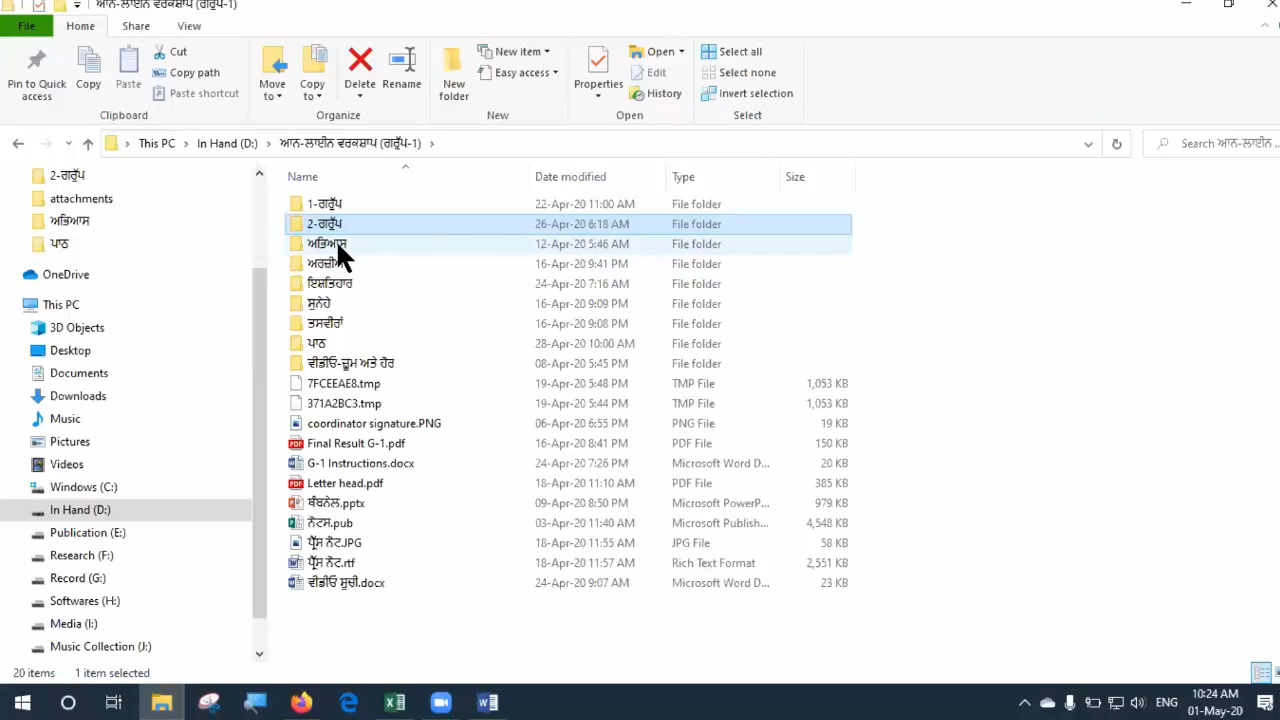 ਆਨ-ਲਾਈਨ ਵਰਕਸ਼ਾਪ (ਗਰੁੱਪ-1)
File Home Share View
Pin to Quick access
Copy
Paste
Cut
Copy path
Paste shortcut
Clipboard
Move to
Copy to
Delete
Rename
Organize
New folder
New item
Easy access
New
Properties
Open
Edit
History
Open
Select all
Select none
Invert selection
Select
This PC In Hand (D:) ਆਨ-ਲਾਈਨ ਵਰਕਸ਼ਾਪ (ਗਰੁੱਪ-1)
Search ਆਨ-ਲਾਈਨ ...
2-ਗਰੁੱਪ
attachments
ਅਭਿਆਸ
ਪਾਠ
OneDrive
This PC
3D Objects
Desktop
Documents
Downloads
Music
Pictures
Videos
Windows (C:)
In Hand (D:)
Publication (E:)
Research (F:)
Record (G:)
Softwares (H:)
Media (I:)
Music Collection (J:)
Name Date modified Type Size
1-ਗਰੁੱਪ 22-Apr-20 11:00 AM File folder
2-ਗਰੁੱਪ 26-Apr-20 6:18 AM File folder
ਅਭਿਆਸ 12-Apr-20 5:46 AM File folder
16-Apr-20 9:41 PM File folder
ਇਸ਼ਤਿਹਾਰ 24-Apr-20 7:16 AM File folder
ਸੁਨੇਹੇ 16-Apr-20 9:09 PM File folder
ਤਸਵੀਰਾਂ 16-Apr-20 9:08 PM File folder
ਪਾਠ 28-Apr-20 10:00 AM File folder
ਵੀਡੀਓ-ਜ਼ੂਮ ਅਤੇ ਹੋਰ 08-Apr-20 5:45 PM File folder
7FCEEAE8.tmp 19-Apr-20 5:48 PM TMP File 1,053 KB
371A2BC3.tmp 19-Apr-20 5:44 PM TMP File 1,053 KB
coordinator signature.PNG 06-Apr-20 6:55 PM PNG File 19 KB
Final Result G-1.pdf 16-Apr-20 8:41 PM PDF File 150 KB
G-1 Instructions.docx 24-Apr-20 7:26 PM Microsoft Word D... 20 KB
Letter head.pdf 18-Apr-20 11:10 AM PDF File 385 KB
ਥੰਬਨੇਲ.pptx 09-Apr-20 8:50 PM Microsoft PowerP... 979 KB
ਨੋਟਸ.pub 03-Apr-20 11:40 AM Microsoft Publish... 4,548 KB
ਪ੍ਰੈੱਸ ਨੋਟ.JPG 18-Apr-20 11:55 AM JPG File 58 KB
ਪ੍ਰੈੱਸ ਨੋਟ.rtf 18-Apr-20 11:57 AM Rich Text Format 2,551 KB
ਵੀਡੀਓ ਸੂਚੀ.docx 24-Apr-20 9:07 AM Microsoft Word D... 23 KB
20 items 1 item selected
ENG
10:24 AM
01-May-20